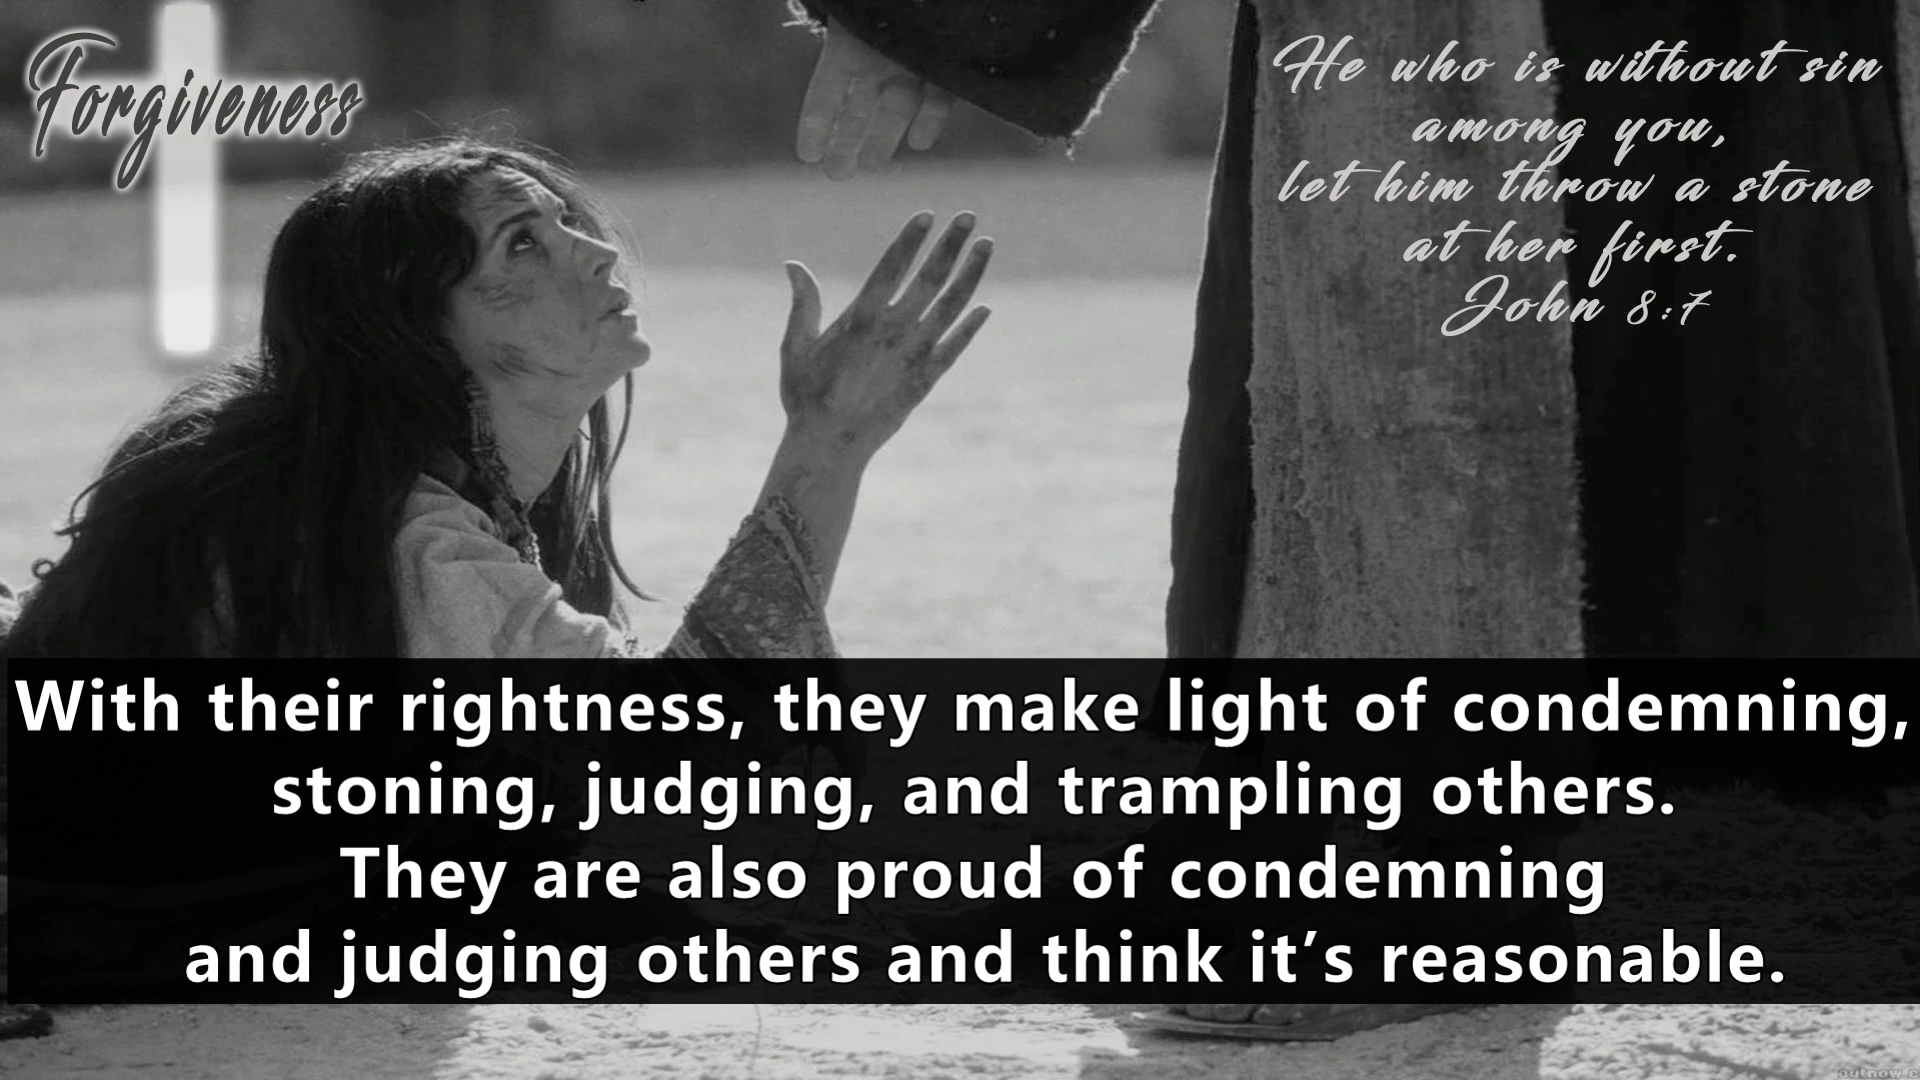 Forgiveness
He who is without sin
among you,
let him throw a stone
at her first.
John 8:7
With their rightness, they make light of condemning,
stoning, judging, and trampling others.
They are also proud of condemning
and judging others and think it’s reasonable.